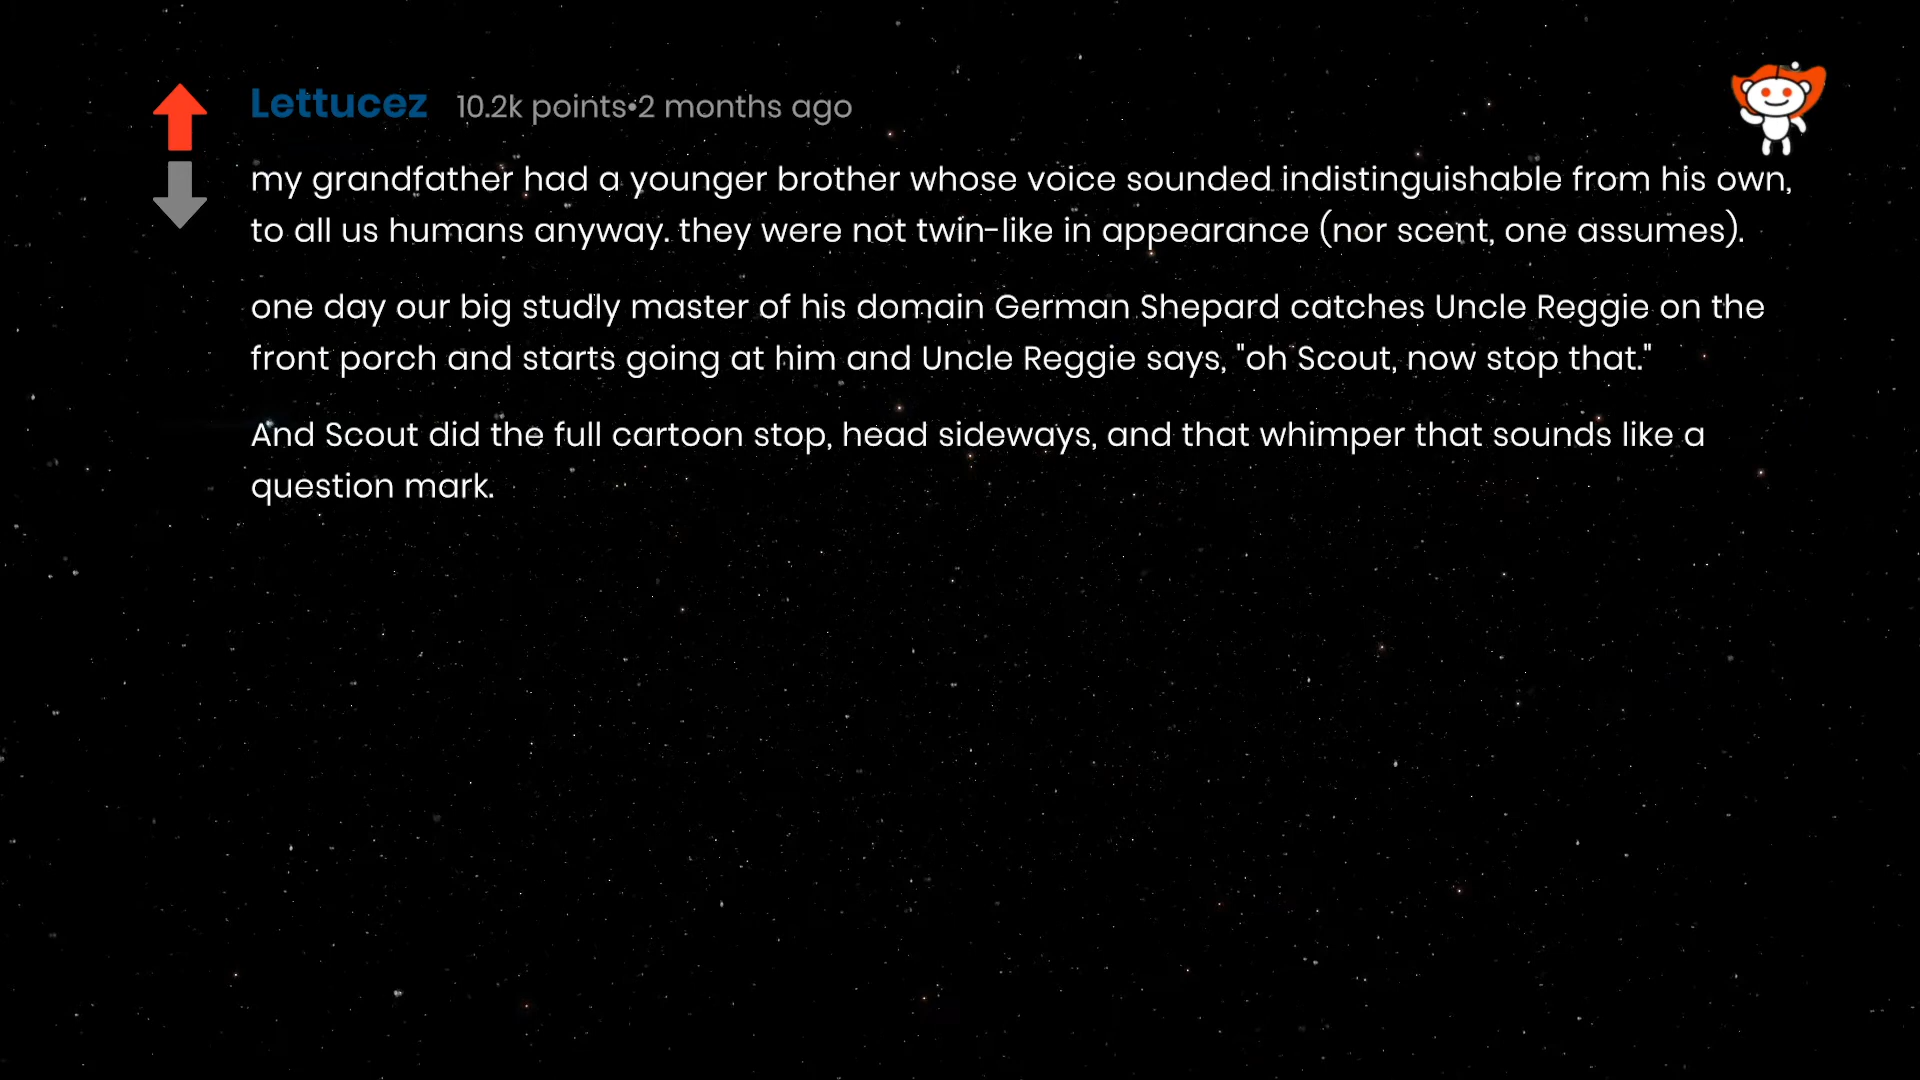 Lettucez 10.2k points•2 months ago
my grandfather had a younger brother whose voice sounded indistinguishable from his own,
to all us humans anyway. they were not twin-like in appearance (nor scent, one assumes).
one day our big studly master of his domain German Shepard catches Uncle Reggie on the
front porch and starts going at him and Uncle Reggie says, "oh Scout, now stop that."
And Scout did the full cartoon stop, head sideways, and that whimper that sounds like a
question mark.